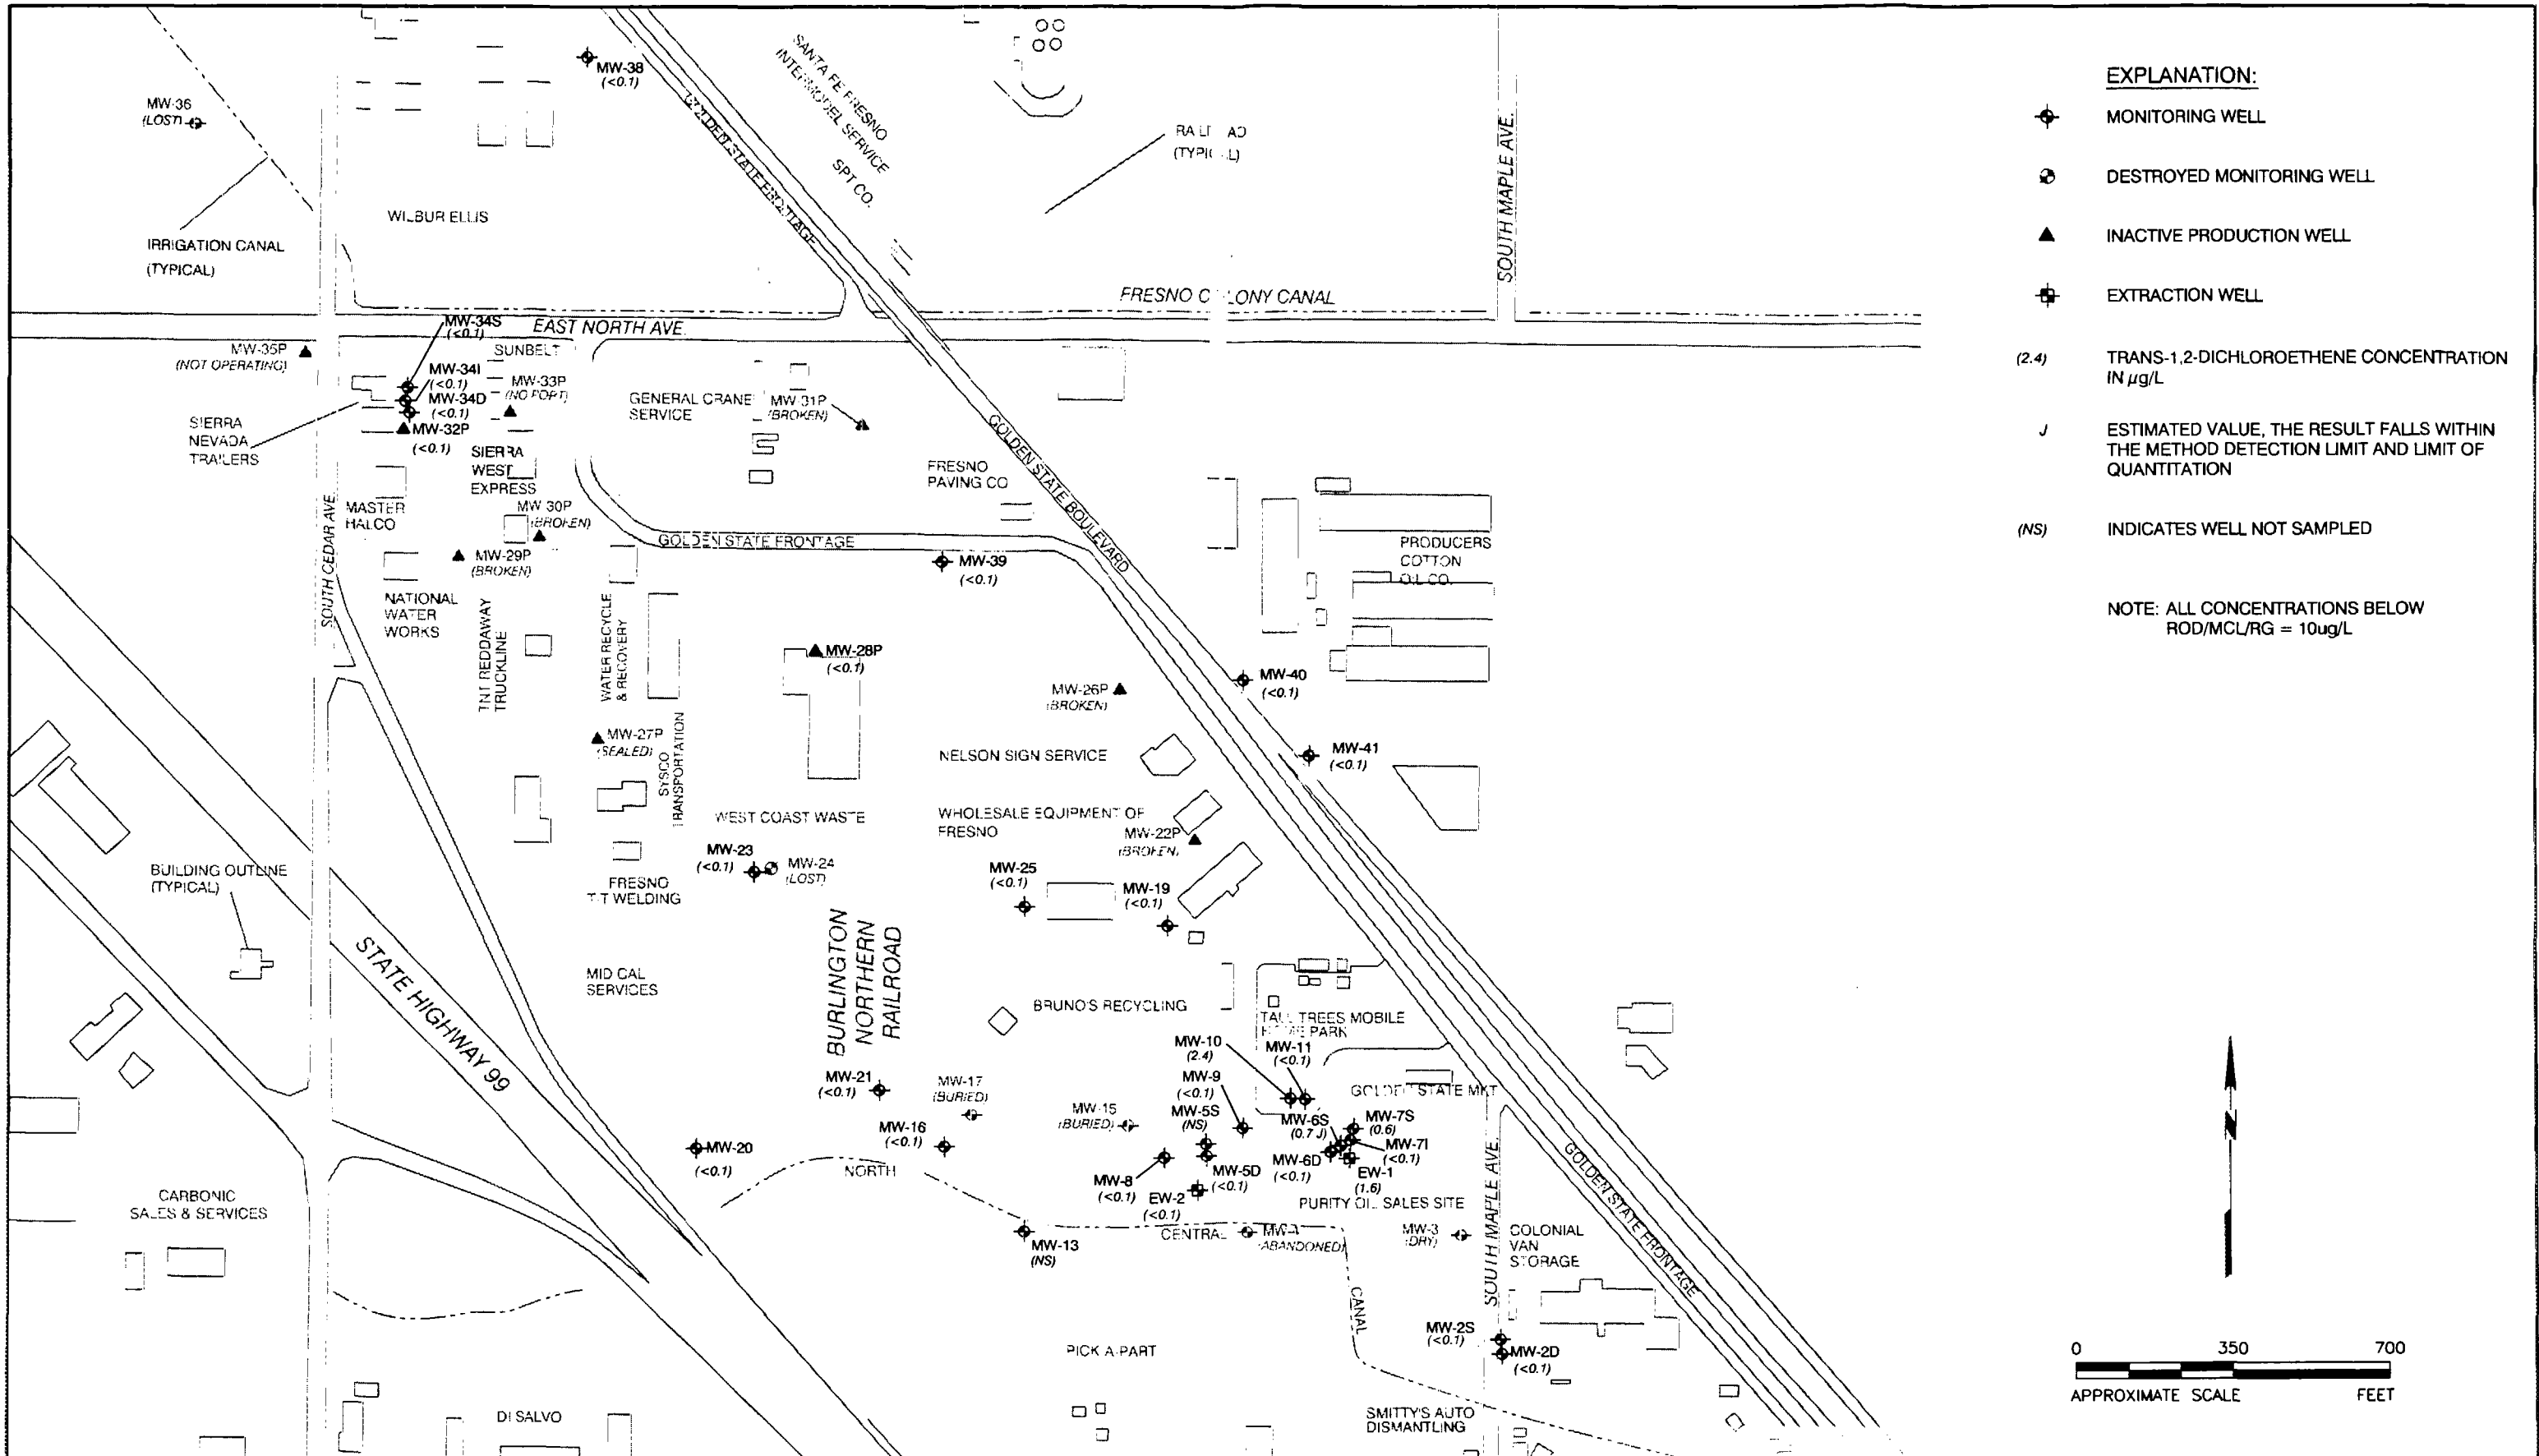 MW-38
(<0.1)
MW-36
(LOST)
SANTA FE FRESNO
INTERMODEL SERVICE
SPT CO.
GOLDEN STATE FRONTAGE
(TYPICAL)
WILBUR ELLIS
IRRIGATION CANAL
(TYPICAL)
SOUTH MAPLE AVE.
FRESNO COLONY CANAL
EAST NORTH AVE.
MW-34S
(<0.1)
MW-35P
(NOT OPERATING)
SUNBELT
MW-34I
(<0.1)
MW-33P
(NO PORT)
MW-34D
(<0.1)
MW-32P
(<0.1)
SIERRA
NEVADA
TRAILERS
GENERAL CRANE
SERVICE
MW-31P
(BROKEN)
GOLDEN STATE BOULEVARD
SIERRA
WEST
EXPRESS
FRESNO
PAVING CO
MASTER
HALCO
MW-30P
(BROKEN)
SOUTH CEDAR AVE.
GOLDEN STATE FRONTAGE
MW-29P
(BROKEN)
MW-39
(<0.1)
PRODUCERS
COTTON
OIL CO.
NATIONAL
WATER
WORKS
TNT REDDAWAY
TRUCKLINE
WATER RECYCLE
& RECOVERY
MW-28P
(<0.1)
MW-26P
(BROKEN)
MW-40
(<0.1)
MW-27P
(SEALED)
SYSCO
TRANSPORTATION
NELSON SIGN SERVICE
MW-41
(<0.1)
WEST COAST WASTE
WHOLESALE EQUIPMENT OF
FRESNO
MW-22P
(BROKEN)
MW-23
(<0.1)
MW-24
(LOST)
MW-25
(<0.1)
MW-19
(<0.1)
BUILDING OUTLINE
(TYPICAL)
FRESNO
T-T WELDING
BURLINGTON
NORTHERN
RAILROAD
STATE HIGHWAY 99
MID CAL
SERVICES
BRUNO'S RECYCLING
TALL TREES MOBILE
HOME PARK
MW-10
(2.4)
MW-11
(<0.1)
MW-21
(<0.1)
MW-17
(BURIED)
MW-9
(<0.1)
GOLDEN STATE MKT
MW-15
(BURIED)
MW-5S
(NS)
MW-6S
(0.7 J)
MW-7S
(0.6)
MW-16
(<0.1)
MW-7I
(<0.1)
MW-20
(<0.1)
NORTH
MW-8
(<0.1)
MW-5D
(<0.1)
MW-6D
(<0.1)
EW-1
(1.6)
EW-2
(<0.1)
PURITY OIL SALES SITE
CARBONIC
SALES & SERVICES
MW-13
(NS)
CENTRAL
(ABANDONED)
MW-3
(DRY)
SOUTH MAPLE AVE.
COLONIAL
VAN
STORAGE
GOLDEN STATE FRONTAGE
CANAL
MW-2S
(<0.1)
MW-2D
(<0.1)
PICK A-PART
DI SALVO
SMITTY'S AUTO
DISMANTLING
EXPLANATION:
MONITORING WELL
DESTROYED MONITORING WELL
INACTIVE PRODUCTION WELL
EXTRACTION WELL
(2.4) TRANS-1,2-DICHLOROETHENE CONCENTRATION
IN µg/L
J ESTIMATED VALUE, THE RESULT FALLS WITHIN
THE METHOD DETECTION LIMIT AND LIMIT OF
QUANTITATION
(NS) INDICATES WELL NOT SAMPLED
NOTE: ALL CONCENTRATIONS BELOW
ROD/MCL/RG = 10ug/L
N
0 350 700
APPROXIMATE SCALE FEET